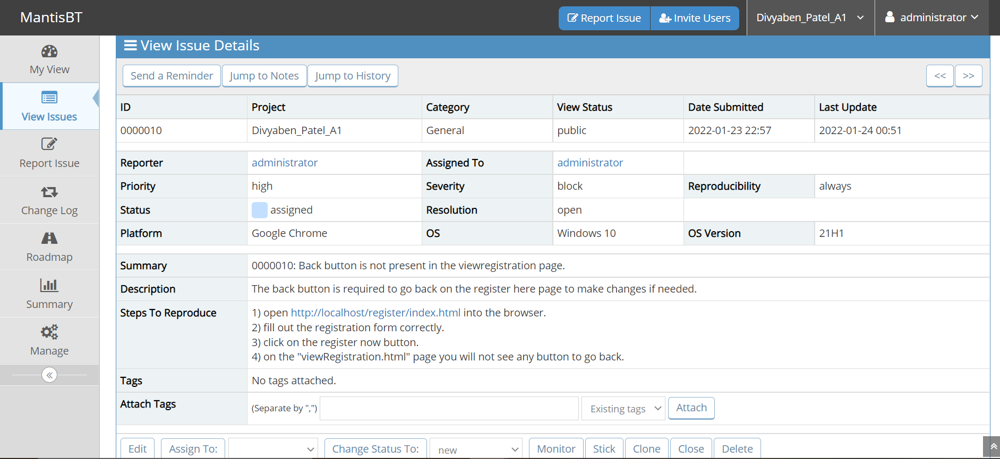 MantisBT
Report Issue Invite Users Divyaben_Patel_A1 administrator
My View
View Issues
Report Issue
Change Log
Roadmap
Summary
Manage
View Issue Details
Send a Reminder Jump to Notes Jump to History << >>
ID Project Category View Status Date Submitted Last Update
0000010 Divyaben_Patel_A1 General public 2022-01-23 22:57 2022-01-24 00:51
Reporter administrator Assigned To administrator
Priority high Severity block Reproducibility always
Status assigned Resolution open
Platform Google Chrome OS Windows 10 OS Version 21H1
Summary 0000010: Back button is not present in the viewregistration page.
Description The back button is required to go back on the register here page to make changes if needed.
Steps To Reproduce 1) open http://localhost/register/index.html into the browser.
2) fill out the registration form correctly.
3) click on the register now button.
4) on the "viewRegistration.html" page you will not see any button to go back.
Tags No tags attached.
Attach Tags (Separate by ",") Existing tags Attach
Edit Assign To: Change Status To: new Monitor Stick Clone Close Delete